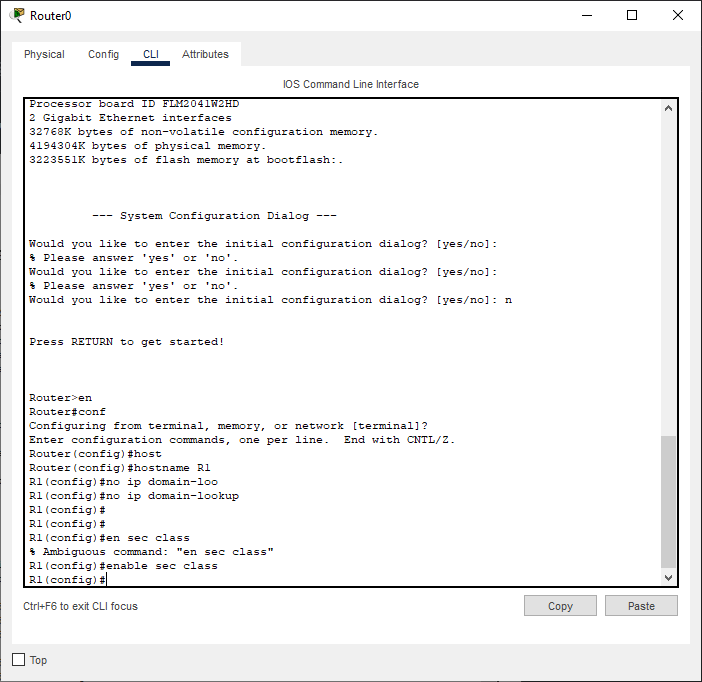 Router0
Physical Config CLI Attributes
IOS Command Line Interface
Processor board ID FLM2041W2HD
2 Gigabit Ethernet interfaces
32768K bytes of non-volatile configuration memory.
4194304K bytes of physical memory.
3223551K bytes of flash memory at bootflash:.
--- System Configuration Dialog ---
Would you like to enter the initial configuration dialog? [yes/no]:
% Please answer 'yes' or 'no'.
Would you like to enter the initial configuration dialog? [yes/no]:
% Please answer 'yes' or 'no'.
Would you like to enter the initial configuration dialog? [yes/no]: n
Press RETURN to get started!
Router>en
Router#conf
Configuring from terminal, memory, or network [terminal]?
Enter configuration commands, one per line.  End with CNTL/Z.
Router(config)#host
Router(config)#hostname R1
R1(config)#no ip domain-loo
R1(config)#no ip domain-lookup
R1(config)#
R1(config)#
R1(config)#en sec class
% Ambiguous command: "en sec class"
R1(config)#enable sec class
R1(config)#
Ctrl+F6 to exit CLI focus
Copy Paste
Top